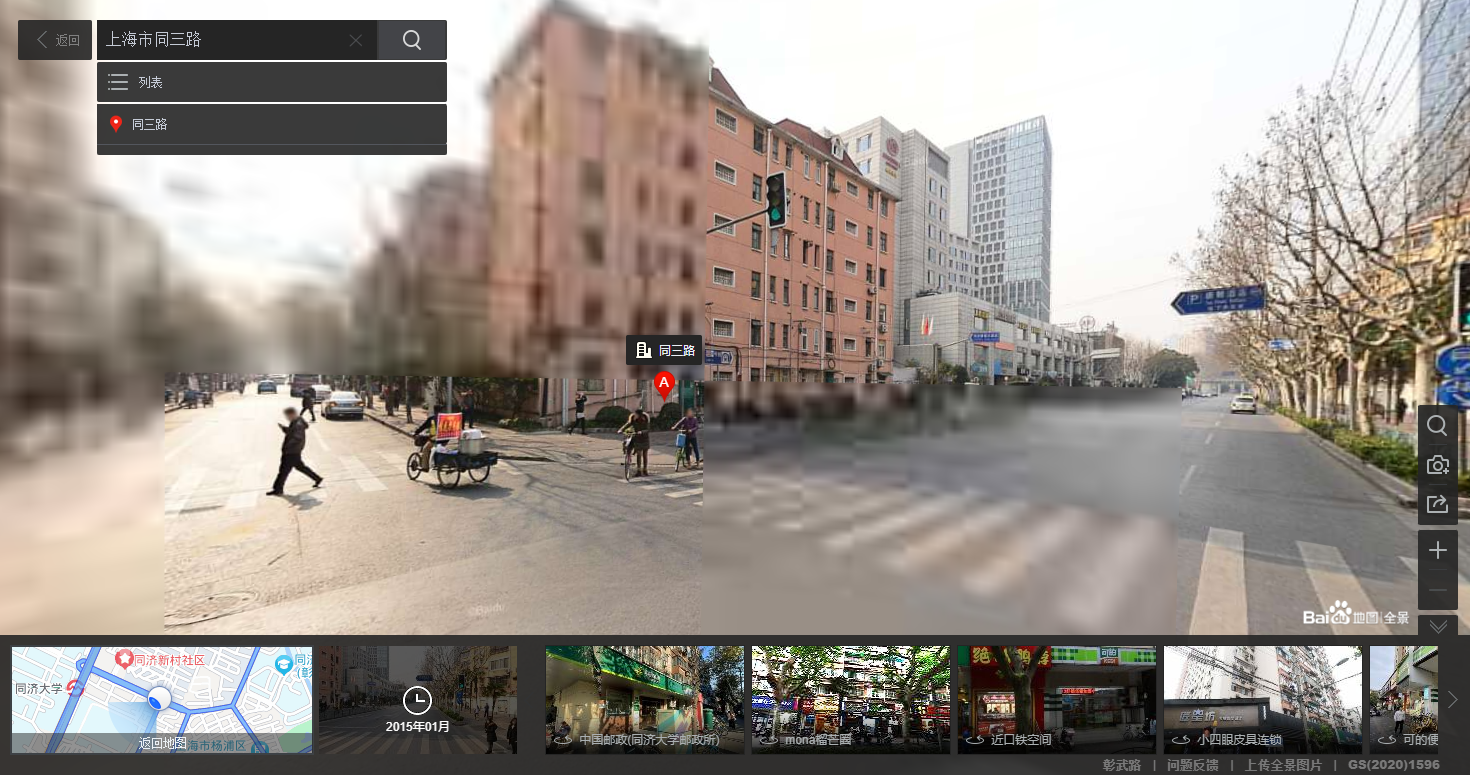 返回
上海市同三路
列表
同三路
同三路
A
P
©Baidu
Bai du 地图 | 全景
同济新村社区
同济大学
返回地图
海市杨浦区
2015年01月
中国邮政(同济大学邮政所)
mona榴芒圈
近口铁空间
小四眼皮具连锁
可的便
彰武路 | 问题反馈 | 上传全景图片 | GS(2020)1596